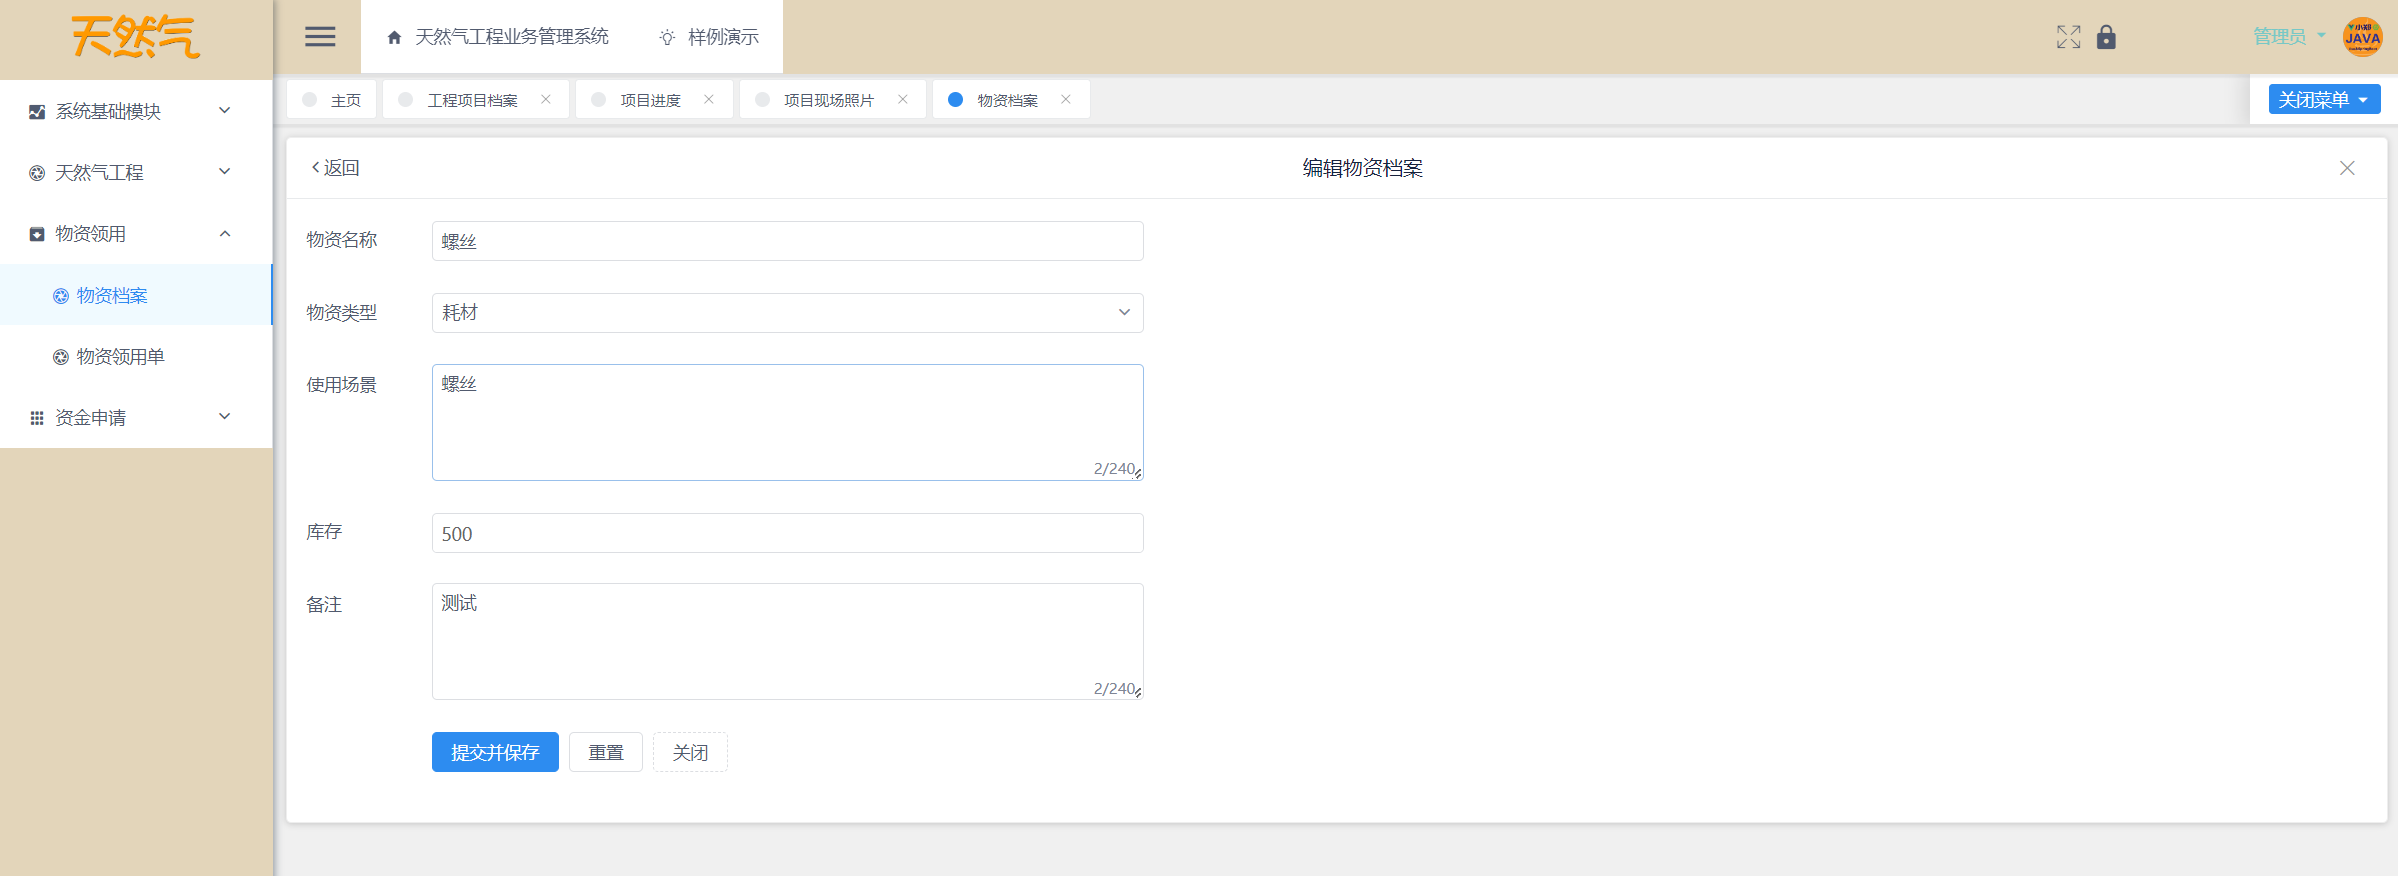 天然气
天然气工程业务管理系统 样例演示
管理员
小郑
JAVA
系统基础模块
天然气工程
物资领用
物资档案
物资领用单
资金申请
主页 工程项目档案 项目进度 项目现场照片 物资档案
关闭菜单
返回
编辑物资档案
物资名称 螺丝
物资类型 耗材
使用场景 螺丝
2/240
库存 500
备注 测试
2/240
提交并保存 重置 关闭